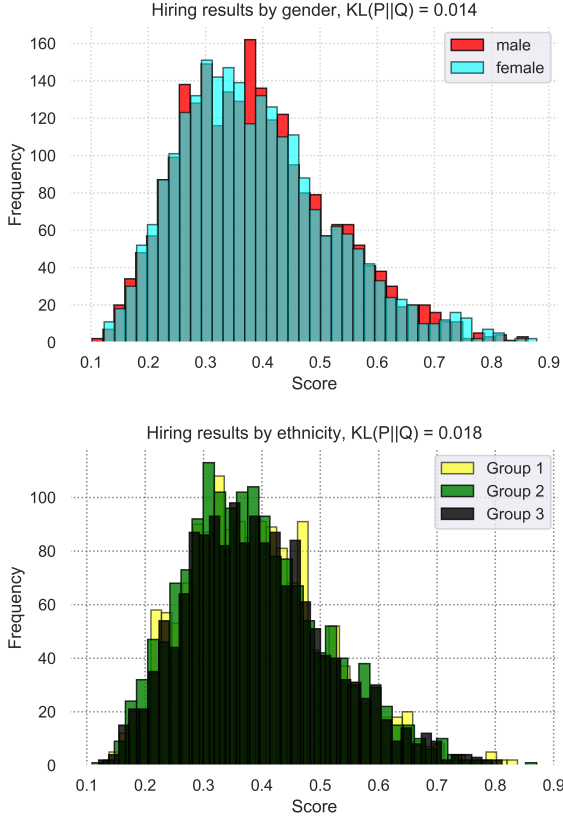 Hiring results by gender, KL(P||Q) = 0.014
male
female
160
140
120
100
80
60
40
20
0
Frequency
0.1 0.2 0.3 0.4 0.5 0.6 0.7 0.8 0.9
Score
Hiring results by ethnicity, KL(P||Q) = 0.018
Group 1
Group 2
Group 3
100
80
60
40
20
0
Frequency
0.1 0.2 0.3 0.4 0.5 0.6 0.7 0.8 0.9
Score